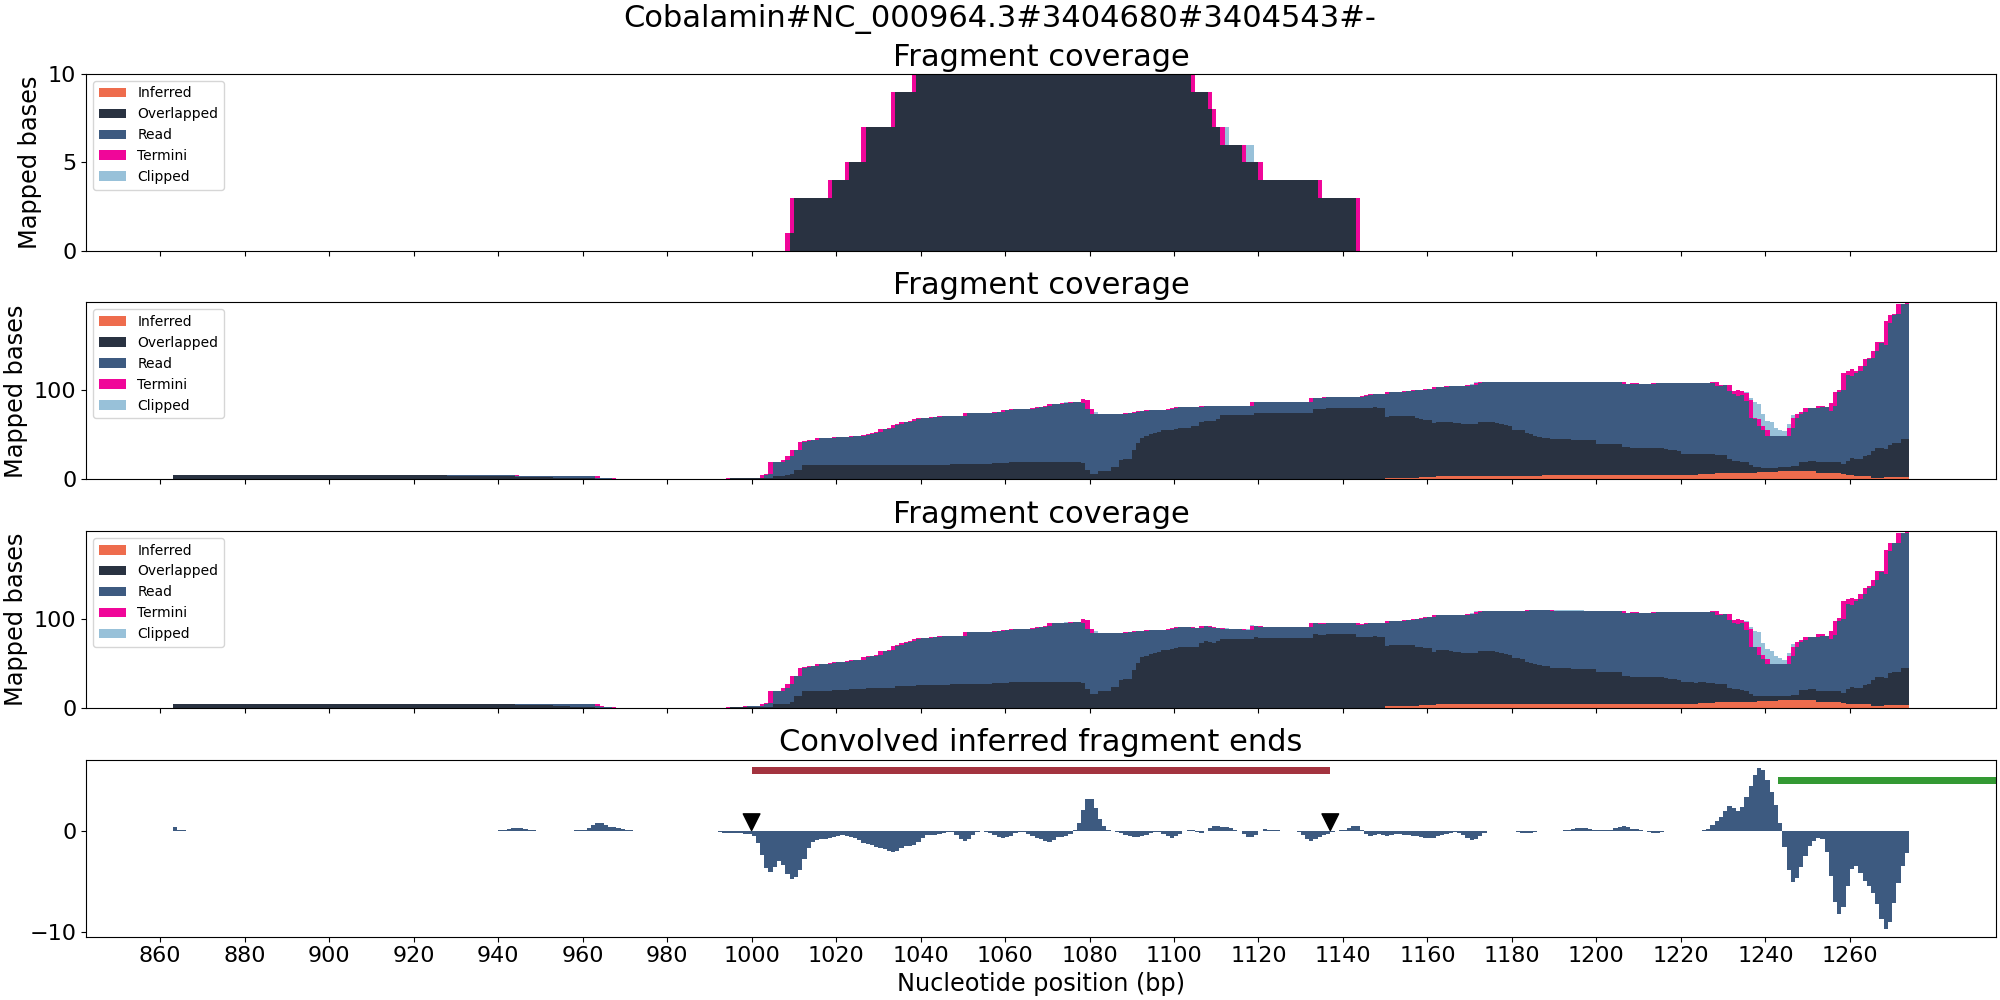 Cobalamin#NC_000964.3#3404680#3404543#-
Fragment coverage
Mapped bases
10
5
0
Inferred
Overlapped
Read
Termini
Clipped
Fragment coverage
Mapped bases
100
0
Inferred
Overlapped
Read
Termini
Clipped
Fragment coverage
Mapped bases
100
0
Inferred
Overlapped
Read
Termini
Clipped
Convolved inferred fragment ends
0
−10
860 880 900 920 940 960 980 1000 1020 1040 1060 1080 1100 1120 1140 1160 1180 1200 1220 1240 1260
Nucleotide position (bp)